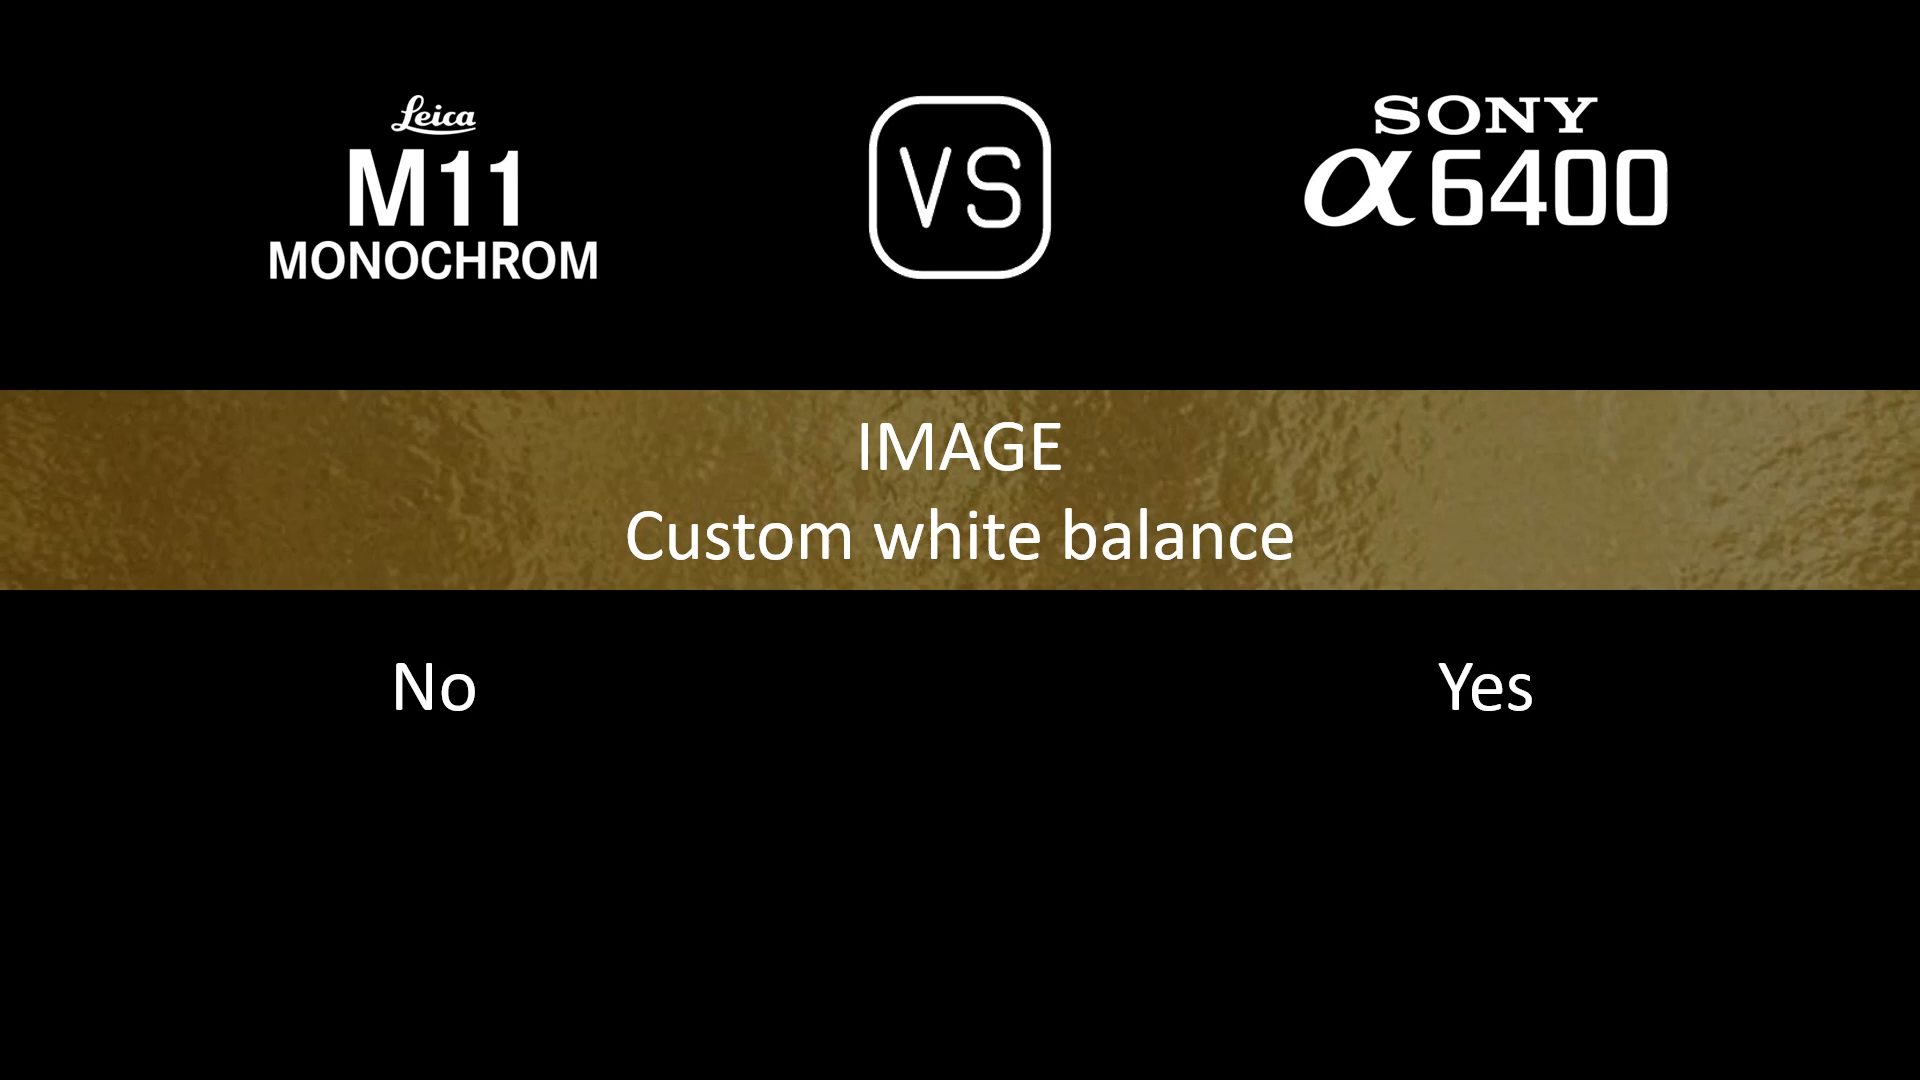 Leica
M11
MONOCHROM
VS
SONY
α6400
IMAGE
Custom white balance
No
Yes